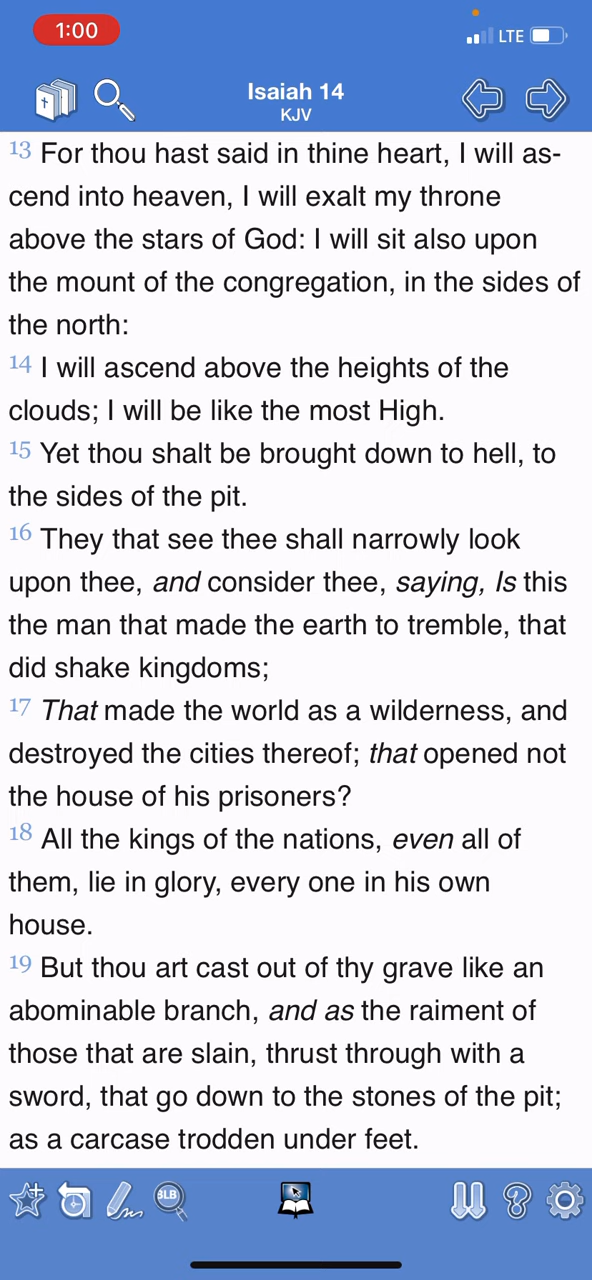 1:00
LTE
Isaiah 14
KJV
13 For thou hast said in thine heart, I will as-
cend into heaven, I will exalt my throne
above the stars of God: I will sit also upon
the mount of the congregation, in the sides of
the north:
14 I will ascend above the heights of the
clouds; I will be like the most High.
15 Yet thou shalt be brought down to hell, to
the sides of the pit.
16 They that see thee shall narrowly look
upon thee, and consider thee, saying, Is this
the man that made the earth to tremble, that
did shake kingdoms;
17 That made the world as a wilderness, and
destroyed the cities thereof; that opened not
the house of his prisoners?
18 All the kings of the nations, even all of
them, lie in glory, every one in his own
house.
19 But thou art cast out of thy grave like an
abominable branch, and as the raiment of
those that are slain, thrust through with a
sword, that go down to the stones of the pit;
as a carcase trodden under feet.
BLB